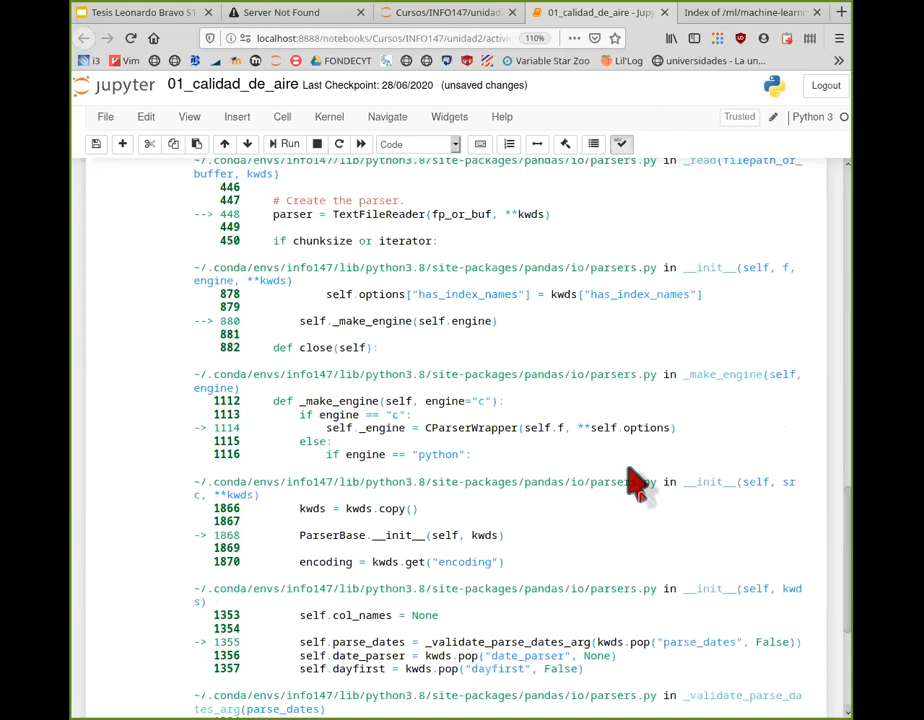 Tesis Leonardo Bravo ST
Server Not Found
Cursos/INFO147/unidad
01_calidad_de_aire - Jupyte
Index of /ml/machine-learni
localhost:8888/notebooks/Cursos/INFO147/unidad2/activi
110%
i3
Vim
FONDECYT
Variable Star Zoo
Lil'Log
universidades - La un...
jupyter
01_calidad_de_aire Last Checkpoint: 28/06/2020 (unsaved changes)
Logout
File Edit View Insert Cell Kernel Navigate Widgets Help
Trusted
Python 3
Run
Code
~/.conda/envs/info147/lib/python3.8/site-packages/pandas/io/parsers.py in _read(filepath_or_
buffer, kwds)
446
447 # Create the parser.
--> 448 parser = TextFileReader(fp_or_buf, **kwds)
449
450 if chunksize or iterator:
~/.conda/envs/info147/lib/python3.8/site-packages/pandas/io/parsers.py in __init__(self, f,
engine, **kwds)
878 self.options["has_index_names"] = kwds["has_index_names"]
879
--> 880 self._make_engine(self.engine)
881
882 def close(self):
~/.conda/envs/info147/lib/python3.8/site-packages/pandas/io/parsers.py in _make_engine(self,
engine)
1112 def _make_engine(self, engine="c"):
1113 if engine == "c":
-> 1114 self._engine = CParserWrapper(self.f, **self.options)
1115 else:
1116 if engine == "python":
~/.conda/envs/info147/lib/python3.8/site-packages/pandas/io/parsers.py in __init__(self, sr
c, **kwds)
1866 kwds = kwds.copy()
1867
-> 1868 ParserBase.__init__(self, kwds)
1869
1870 encoding = kwds.get("encoding")
~/.conda/envs/info147/lib/python3.8/site-packages/pandas/io/parsers.py in __init__(self, kwd
s)
1353 self.col_names = None
1354
-> 1355 self.parse_dates = _validate_parse_dates_arg(kwds.pop("parse_dates", False))
1356 self.date_parser = kwds.pop("date_parser", None)
1357 self.dayfirst = kwds.pop("dayfirst", False)
~/.conda/envs/info147/lib/python3.8/site-packages/pandas/io/parsers.py in _validate_parse_da
tes_arg(parse_dates)